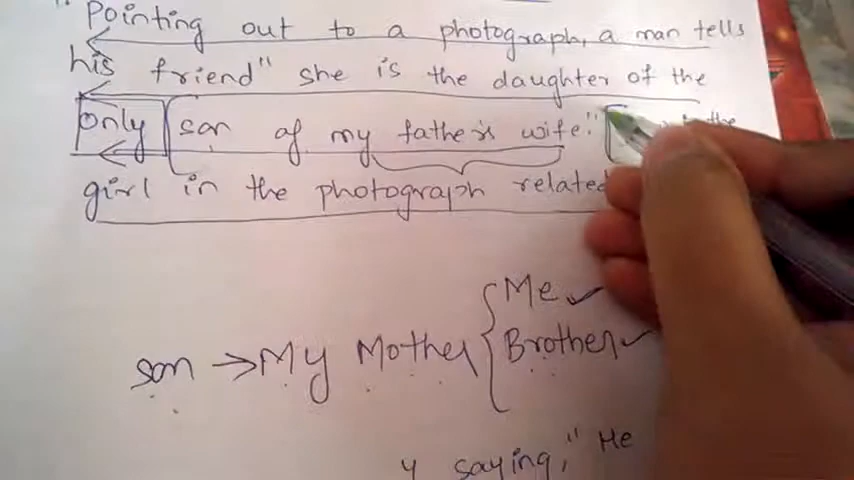 "Pointing out to a photograph, a man tells
his friend" she is the daughter of the
only son of my father's wife." the
girl in the photograph related
Me
son → My Mother
Brother
y saying," He